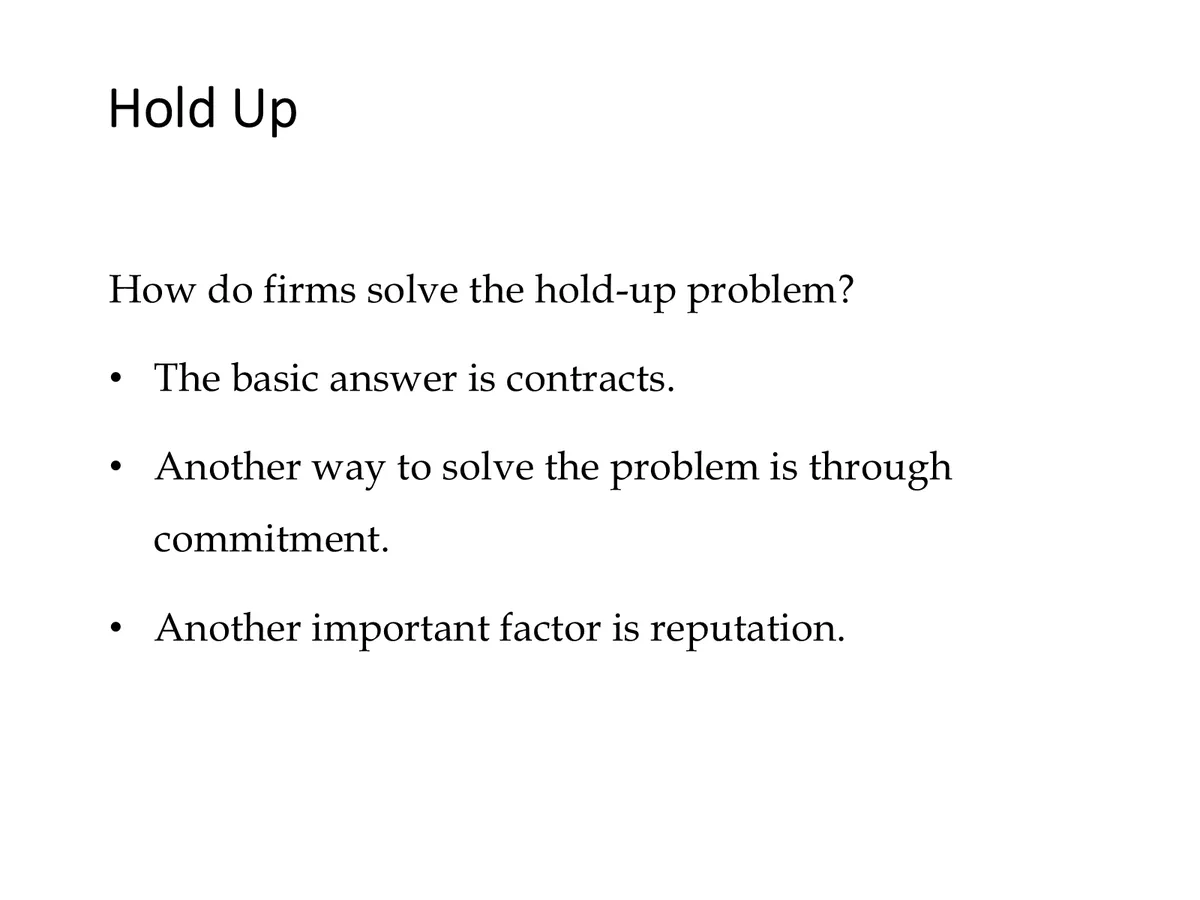 Hold Up
How do firms solve the hold-up problem?
• The basic answer is contracts.
• Another way to solve the problem is through
commitment.
• Another important factor is reputation.